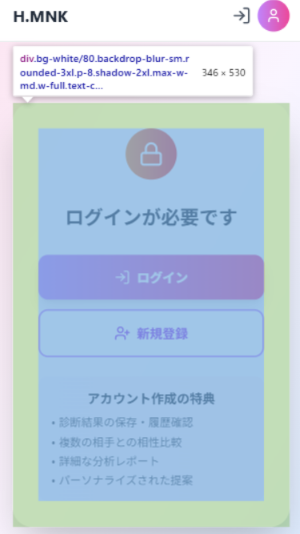 H.MNK
div.bg-white/80.backdrop-blur-sm.r
ounded-3xl.p-8.shadow-2xl.max-w-
md.w-full.text-c...
346 × 530
ログインが必要です
ログイン
新規登録
アカウント作成の特典
• 診断結果の保存・履歴確認
• 複数の相手との相性比較
• 詳細な分析レポート
• パーソナライズされた提案